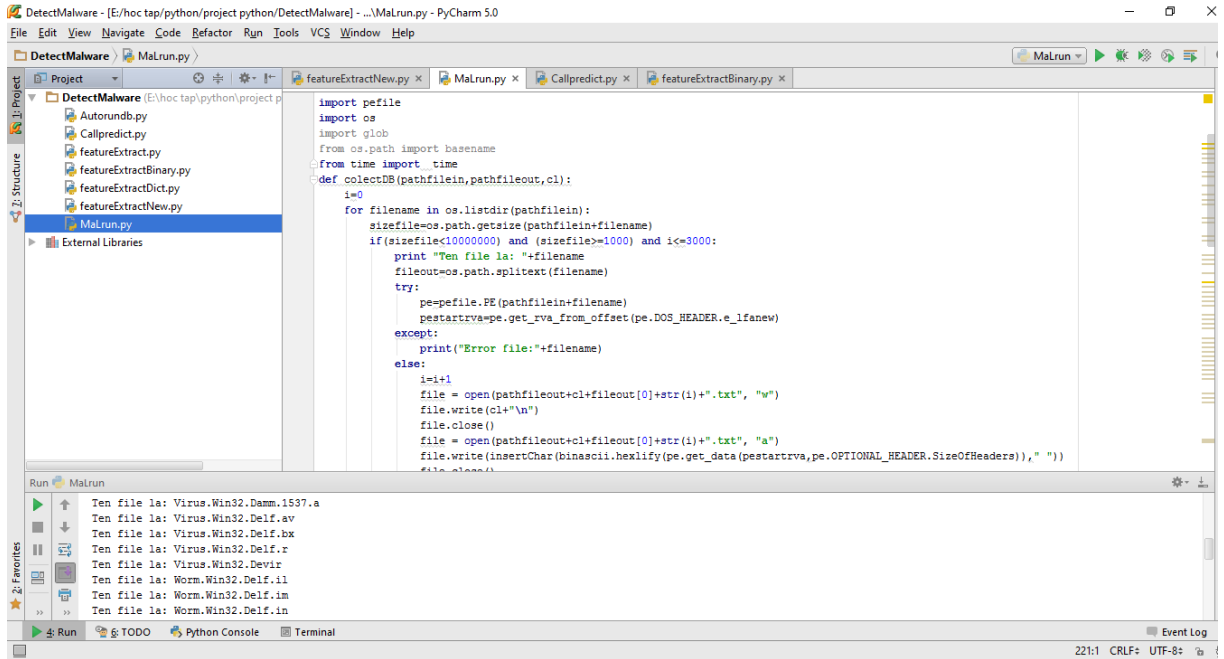 DetectMalware - [E:/hoc tap/python/project python/DetectMalware] - ...\MaLrun.py - PyCharm 5.0
File Edit View Navigate Code Refactor Run Tools VCS Window Help
DetectMalware MaLrun.py MaLrun
1: Project
7: Structure
2: Favorites
Project
featureExtractNew.py × MaLrun.py × Callpredict.py × featureExtractBinary.py ×
DetectMalware (E:\hoc tap\python\project p
Autorundb.py
Callpredict.py
featureExtract.py
featureExtractBinary.py
featureExtractDict.py
featureExtractNew.py
MaLrun.py
External Libraries
import pefile
import os
import glob
from os.path import basename
from time import time
def colectDB(pathfilein,pathfileout,cl):
i=0
for filename in os.listdir(pathfilein):
sizefile=os.path.getsize(pathfilein+filename)
if(sizefile<10000000) and (sizefile>=1000) and i<=3000:
print "Ten file la: "+filename
fileout=os.path.splitext(filename)
try:
pe=pefile.PE(pathfilein+filename)
pestartrva=pe.get_rva_from_offset(pe.DOS_HEADER.e_lfanew)
except:
print("Error file:"+filename)
else:
i=i+1
file = open(pathfileout+cl+fileout[0]+str(i)+".txt", "w")
file.write(cl+"\n")
file.close()
file = open(pathfileout+cl+fileout[0]+str(i)+".txt", "a")
file.write(insertChar(binascii.hexlify(pe.get_data(pestartrva,pe.OPTIONAL_HEADER.SizeOfHeaders))," "))
file.close()
Run MaLrun
Ten file la: Virus.Win32.Damm.1537.a
Ten file la: Virus.Win32.Delf.av
Ten file la: Virus.Win32.Delf.bx
Ten file la: Virus.Win32.Delf.r
Ten file la: Virus.Win32.Devir
Ten file la: Worm.Win32.Delf.il
Ten file la: Worm.Win32.Delf.im
Ten file la: Worm.Win32.Delf.in
4: Run 6: TODO Python Console Terminal Event Log
221:1 CRLF UTF-8